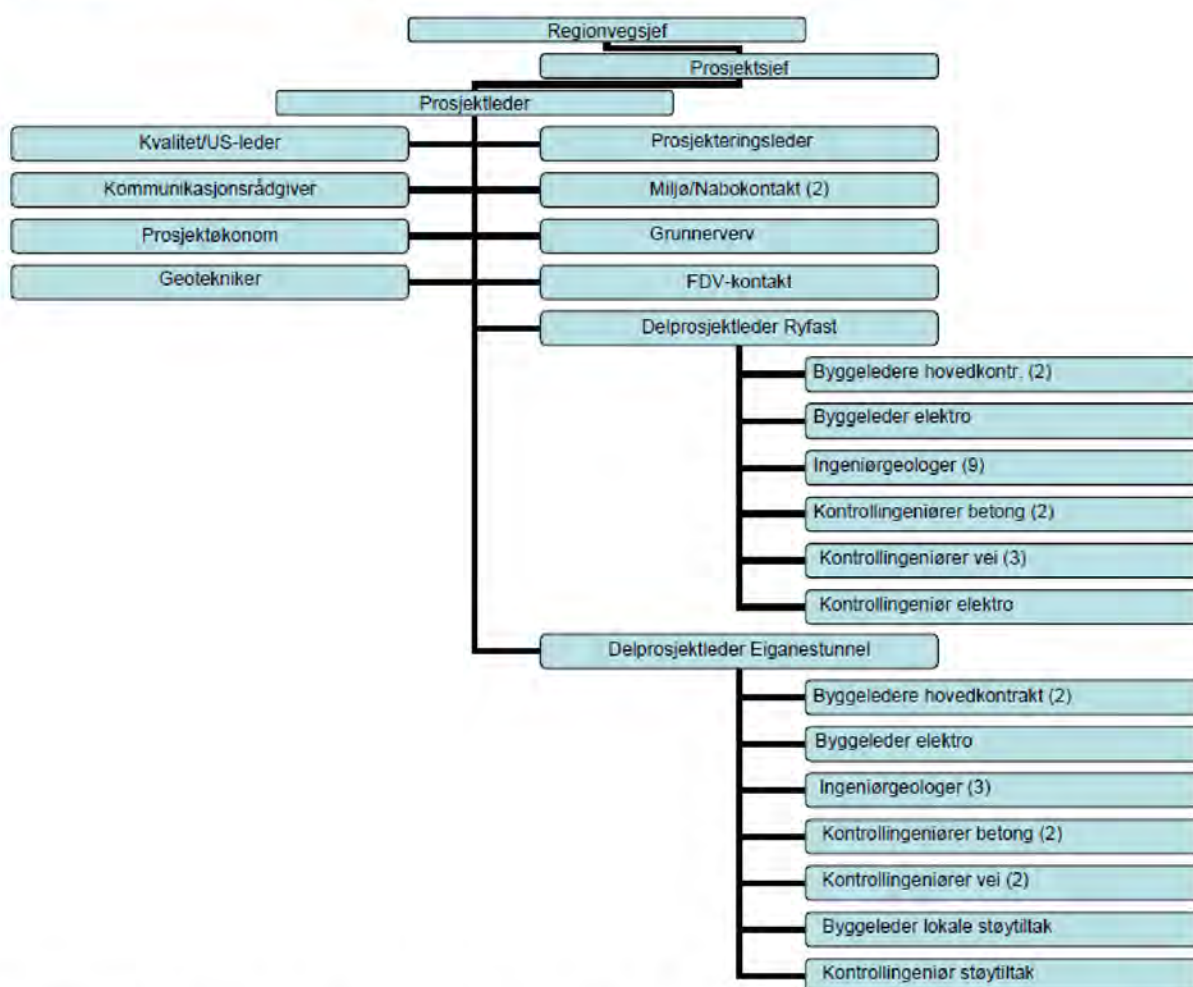 Regionvegsjef
Prosjektsjef
Prosjektleder
Kvalitet/US-leder
Prosjekteringsleder
Kommunikasjonsrådgiver
Miljø/Nabokontakt (2)
Prosjektøkonom
Grunnerverv
Geotekniker
FDV-kontakt
Delprosjektleder Ryfast
Byggeledere hovedkontr. (2)
Byggeleder elektro
Ingeniørgeologer (9)
Kontrollingeniører betong (2)
Kontrollingeniører vei (3)
Kontrollingeniør elektro
Delprosjektleder Eiganestunnel
Byggeledere hovedkontrakt (2)
Byggeleder elektro
Ingeniørgeologer (3)
Kontrollingeniører betong (2)
Kontrollingeniører vei (2)
Byggeleder lokale støytiltak
Kontrollingeniør støytiltak